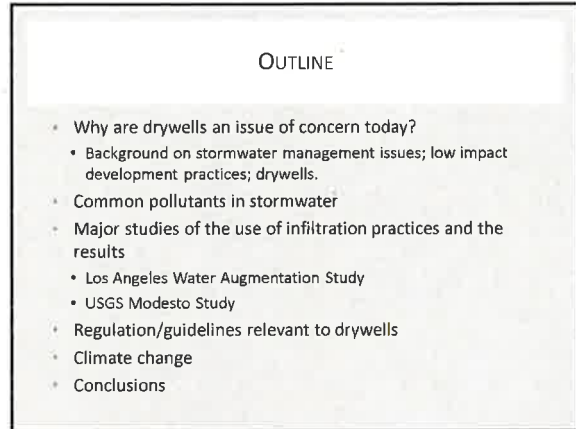 OUTLINE
• Why are drywells an issue of concern today?
• Background on stormwater management issues; low impact
development practices; drywells.
• Common pollutants in stormwater
• Major studies of the use of infiltration practices and the
results
• Los Angeles Water Augmentation Study
• USGS Modesto Study
• Regulation/guidelines relevant to drywells
• Climate change
• Conclusions